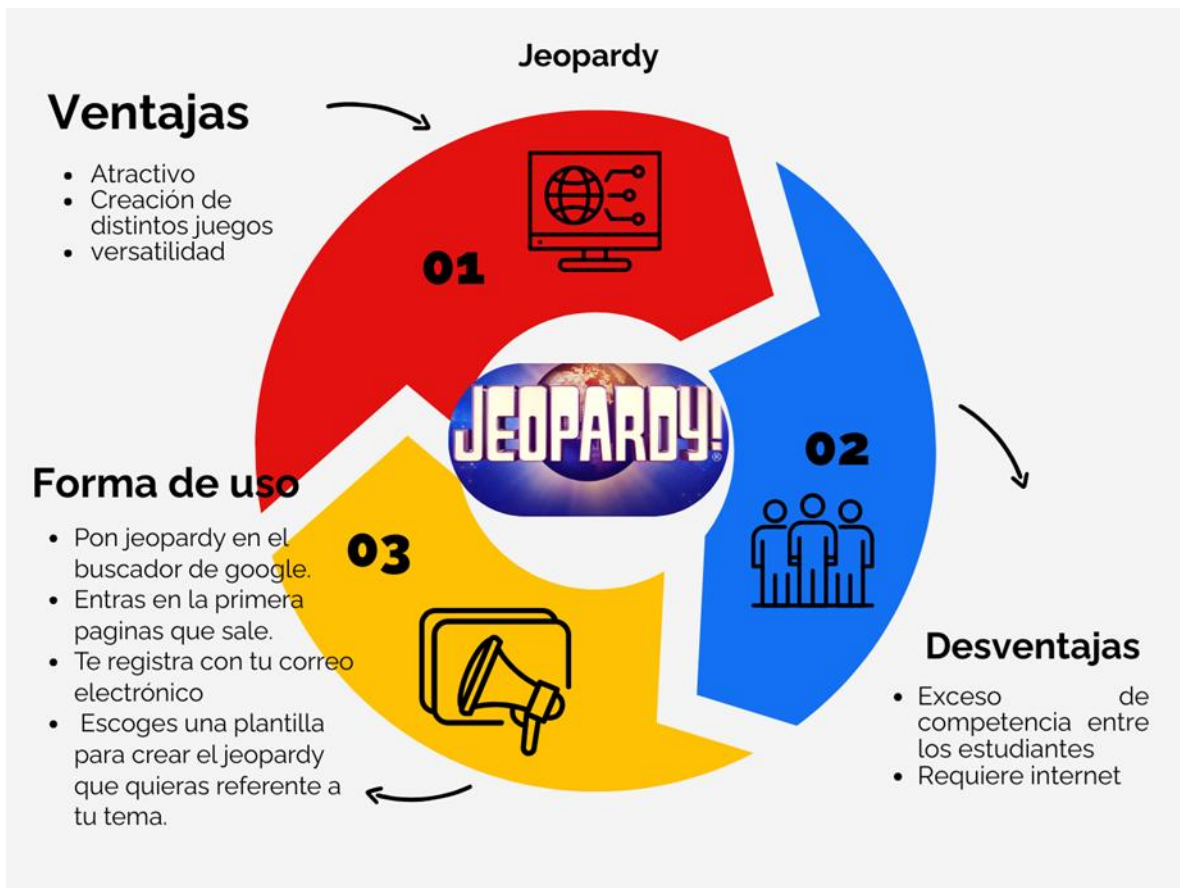 Jeopardy
Ventajas
• Atractivo
• Creación de
distintos juegos
• versatilidad
01
JEOPARDY!
®
02
Forma de uso
• Pon jeopardy en el
buscador de google.
• Entras en la primera
paginas que sale.
• Te registra con tu correo
electrónico
• Escoges una plantilla
para crear el jeopardy
que quieras referente a
tu tema.
03
Desventajas
• Exceso de
competencia entre
los estudiantes
• Requiere internet